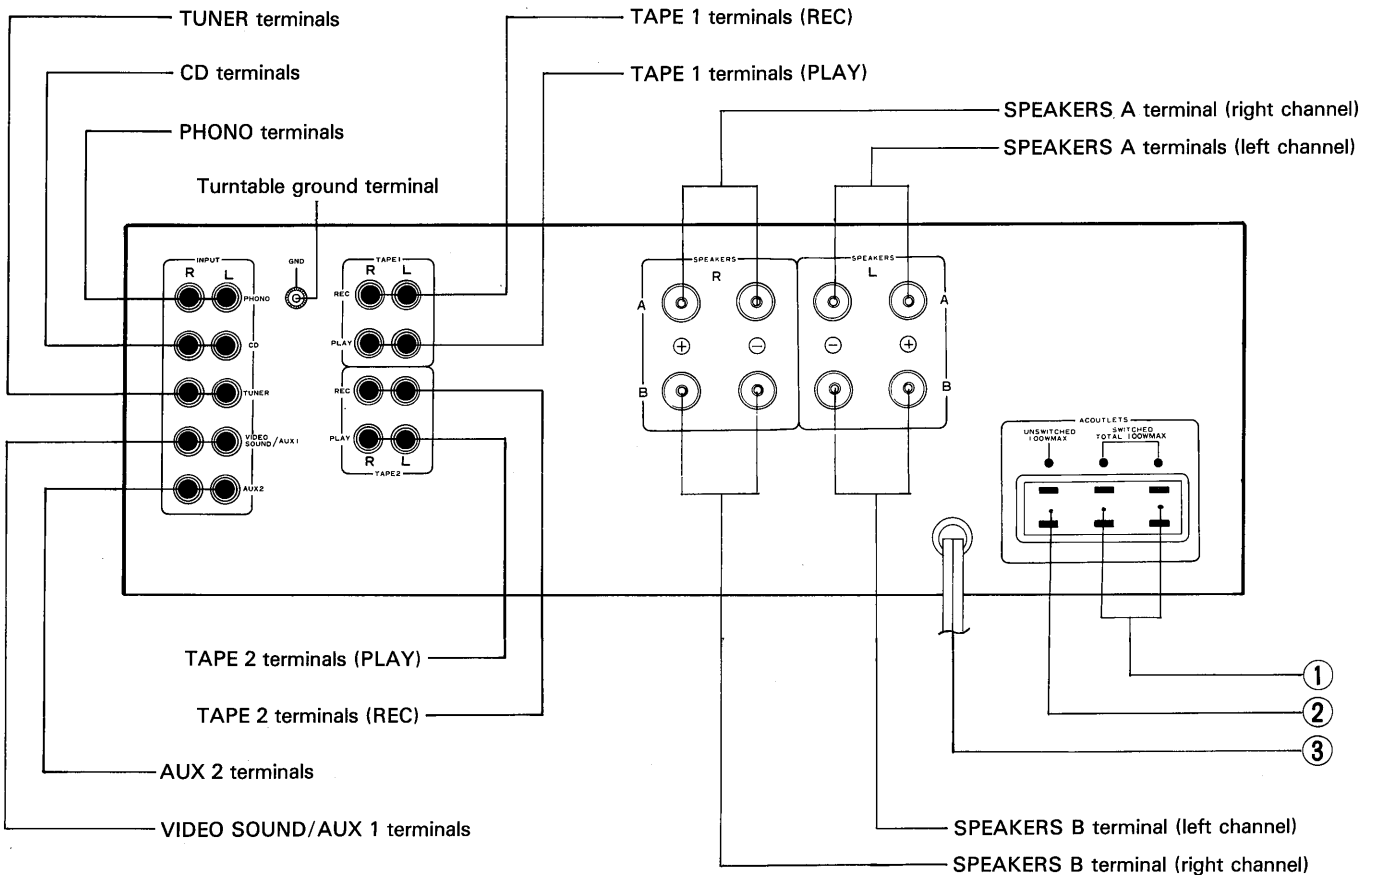 TUNER terminals
TAPE 1 terminals (REC)
CD terminals
TAPE 1 terminals (PLAY)
SPEAKERS A terminal (right channel)
PHONO terminals
SPEAKERS A terminals (left channel)
Turntable ground terminal
INPUT
R L
PHONO
CD
TUNER
VIDEO
SOUND/AUX1
AUX2
GND
TAPE1
R L
REC
PLAY
REC
PLAY
R L
TAPE2
SPEAKERS
R
SPEAKERS
L
A
A
+ − − +
B
B
ACOUTLETS
UNSWITCHED
100WMAX
SWITCHED
TOTAL 100WMAX
TAPE 2 terminals (PLAY)
①
TAPE 2 terminals (REC)
②
③
AUX 2 terminals
VIDEO SOUND/AUX 1 terminals
SPEAKERS B terminal (left channel)
SPEAKERS B terminal (right channel)